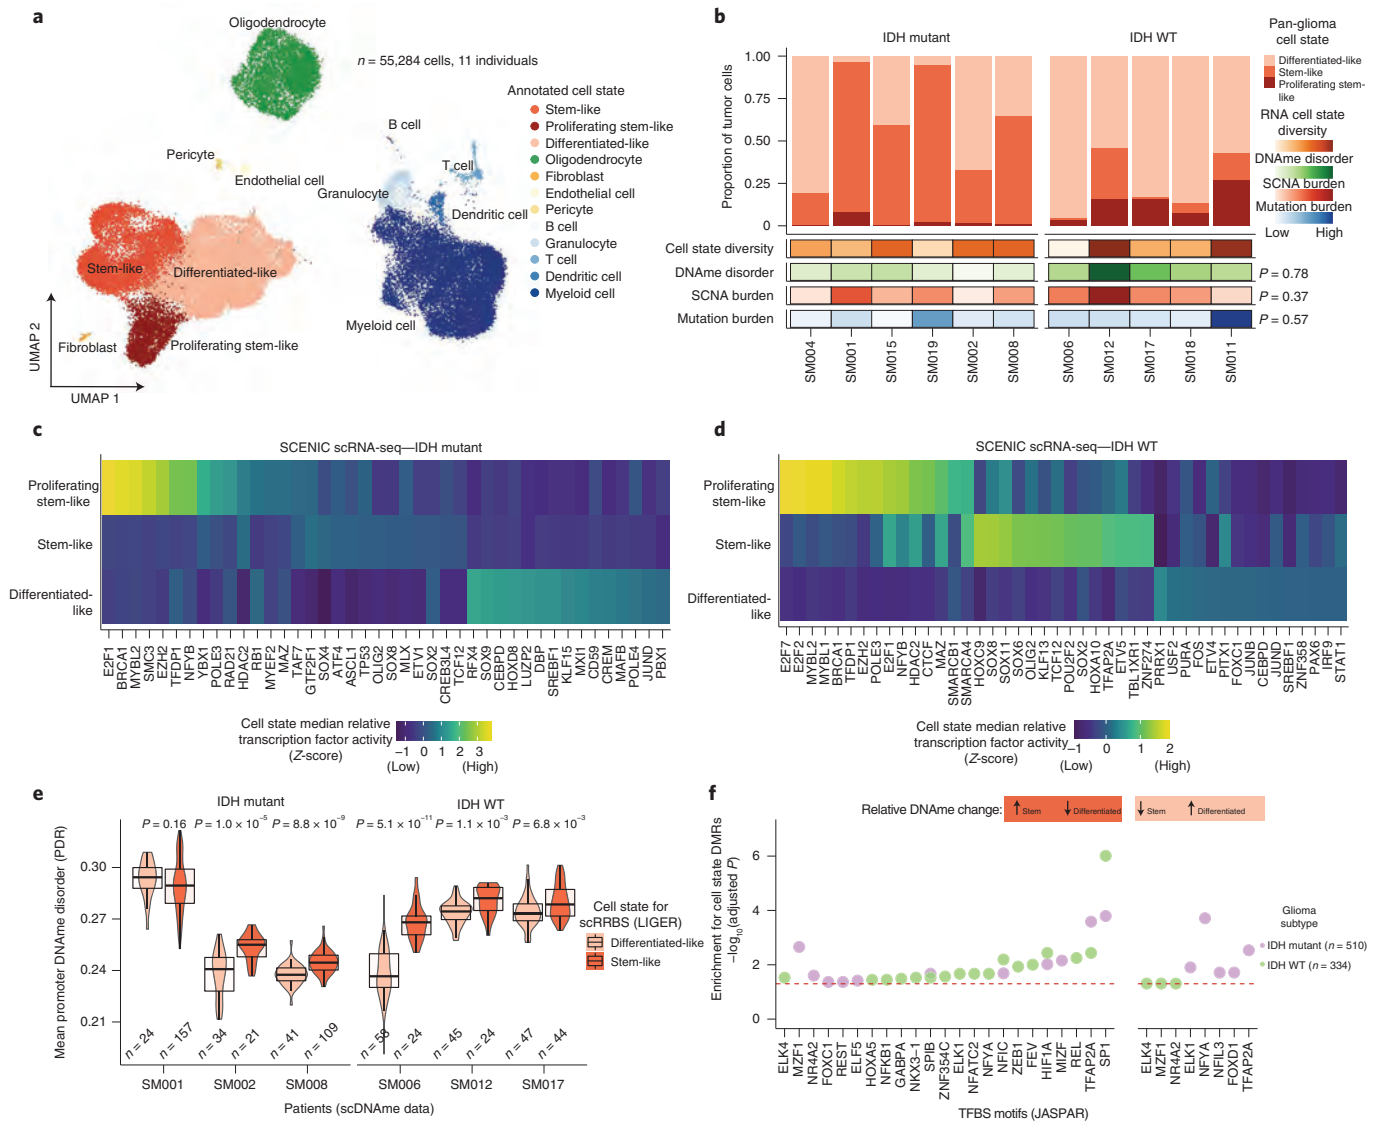 a
Oligodendrocyte
n = 55,284 cells, 11 individuals
Annotated cell state
Stem-like
Proliferating stem-like
Differentiated-like
Oligodendrocyte
Fibroblast
Endothelial cell
Pericyte
B cell
Granulocyte
T cell
Dendritic cell
Myeloid cell
B cell
T cell
Pericyte
Endothelial cell
Granulocyte
Dendritic cell
Stem-like
Differentiated-like
Myeloid cell
Fibroblast
Proliferating stem-like
UMAP 2
UMAP 1
b
IDH mutant
IDH WT
Pan-glioma
cell state
Differentiated-like
Stem-like
Proliferating stem-
like
RNA cell state
diversity
DNAme disorder
SCNA burden
Mutation burden
Low
High
Proportion of tumor cells
1.00
0.75
0.50
0.25
0
Cell state diversity
DNAme disorder
P = 0.78
SCNA burden
P = 0.37
Mutation burden
P = 0.57
SM004
SM001
SM015
SM019
SM002
SM008
SM006
SM012
SM017
SM018
SM011
c
SCENIC scRNA-seq—IDH mutant
Proliferating
stem-like
Stem-like
Differentiated-
like
E2F1
BRCA1
MYBL2
SMC3
EZH2
TFDP1
NFYB
YBX1
POLE3
RAD21
HDAC2
RB1
MYEF2
MAZ
TAF7
GTF2F1
SOX4
ATF4
ASCL1
TP53
OLIG2
SOX8
MLX
ETV1
SOX2
CREB3L4
TCF12
RFX4
SOX9
CEBPD
HOXD8
LUZP2
DBP
SREBF1
KLF15
MXI1
CD59
CREM
MAFB
POLE4
JUND
PBX1
Cell state median relative
transcription factor activity
(Z-score)
−1 0 1 2 3
(Low)
(High)
d
SCENIC scRNA-seq—IDH WT
Proliferating
stem-like
Stem-like
Differentiated-
like
E2F7
E2F2
MYBL2
MYBL1
BRCA1
TFDP1
EZH2
POLE3
E2F1
NFYB
HDAC2
CTCF
MAZ
SMARCB1
SMARCA4
HOXC9
SOX8
SOX11
SOX6
OLIG2
KLF13
TCF12
POU2F2
SOX2
HOXA10
TFAP2A
ETV5
TBL1XR1
ZNF274
PRRX1
USF2
PURA
FOS
ETV4
PITX1
FOXC1
JUNB
CEBPD
JUND
SREBF1
ZNF358
PAX6
IRF9
STAT1
Cell state median relative
transcription factor activity
(Z-score)
−1 0 1 2
(Low)
(High)
e
IDH mutant
IDH WT
P = 0.16
P = 1.0 × 10−5
P = 8.8 × 10−9
P = 5.1 × 10−11
P = 1.1 × 10−3
P = 6.8 × 10−3
Mean promoter DNAme disorder (PDR)
0.30
0.27
0.24
0.21
n = 24
n = 157
n = 34
n = 21
n = 41
n = 109
n = 58
n = 24
n = 45
n = 24
n = 47
n = 44
SM001
SM002
SM008
SM006
SM012
SM017
Patients (scDNAme data)
Cell state for
scRRBS (LIGER)
Differentiated-like
Stem-like
f
Relative DNAme change:
↑ Stem ↓ Differentiated
↓ Stem ↑ Differentiated
Enrichment for cell state DMRs
−log10(adjusted P)
6
4
2
0
Glioma
subtype
IDH mutant (n = 510)
IDH WT (n = 334)
ELK4
MZF1
NR4A2
FOXC1
REST
ELF5
HOXA5
NFKB1
GABPA
NKX3−1
SPIB
ZNF354C
ELK1
NFATC2
NFYA
NFIC
ZEB1
FEV
HIF1A
MIZF
REL
TFAP2A
SP1
ELK4
MZF1
NR4A2
ELK1
NFYA
NFIL3
FOXD1
TFAP2A
TFBS motifs (JASPAR)